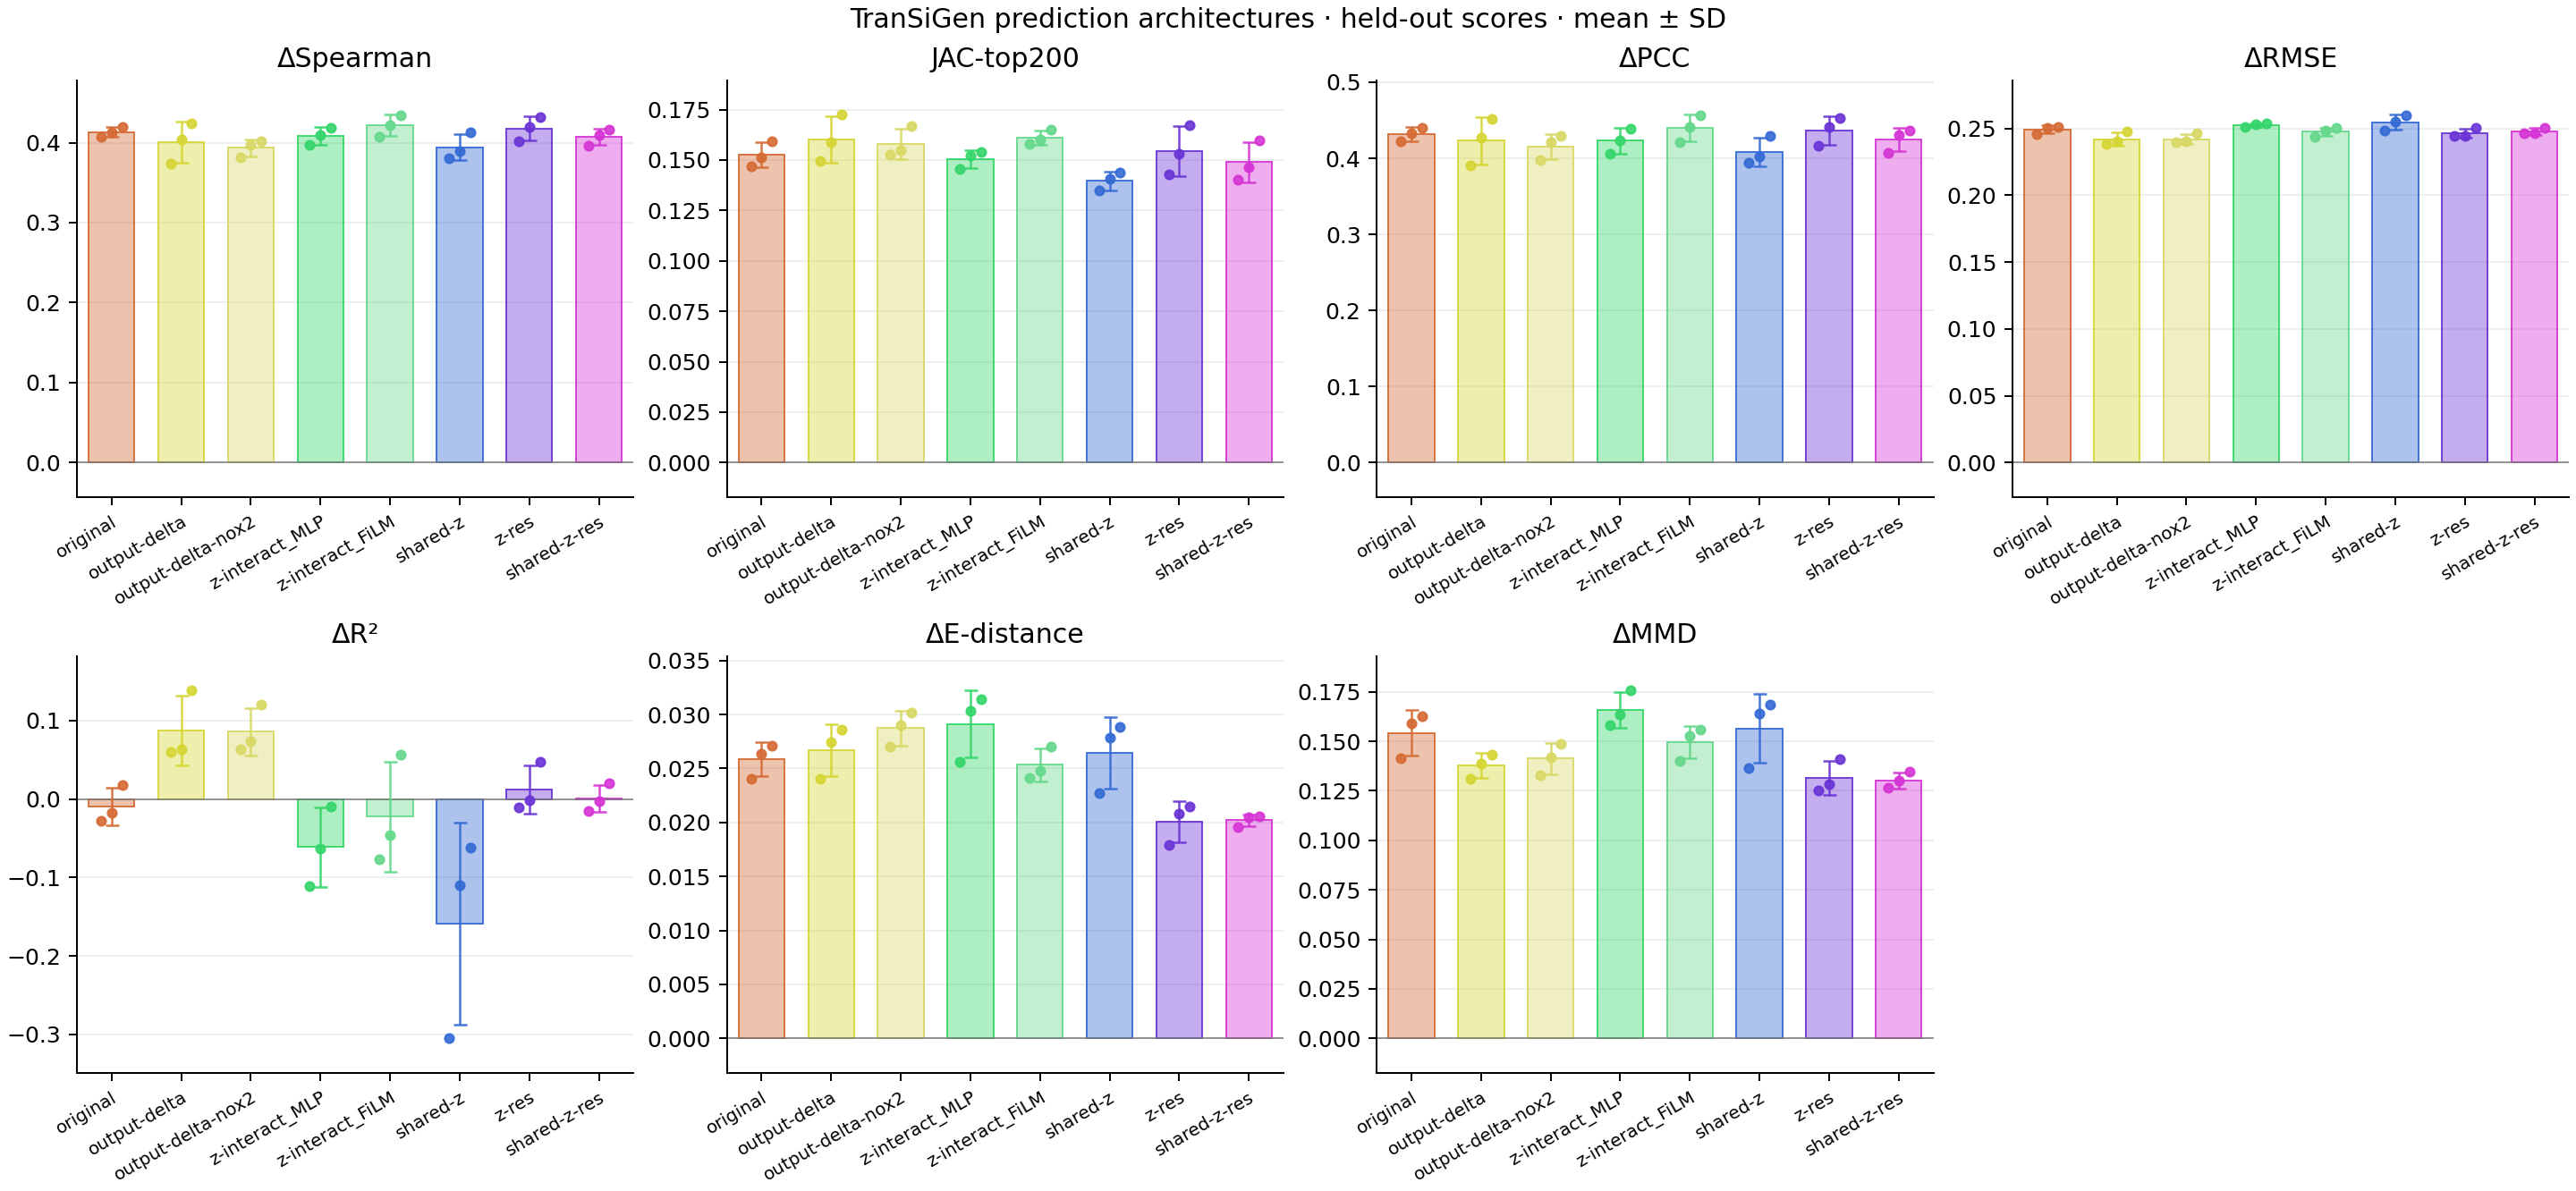 TranSiGen prediction architectures · held-out scores · mean ± SD
ΔSpearman
0.4
0.3
0.2
0.1
0.0
original
output-delta
output-delta-nox2
z-interact_MLP
z-interact_FiLM
shared-z
z-res
shared-z-res
JAC-top200
0.175
0.150
0.125
0.100
0.075
0.050
0.025
0.000
original
output-delta
output-delta-nox2
z-interact_MLP
z-interact_FiLM
shared-z
z-res
shared-z-res
ΔPCC
0.5
0.4
0.3
0.2
0.1
0.0
original
output-delta
output-delta-nox2
z-interact_MLP
z-interact_FiLM
shared-z
z-res
shared-z-res
ΔRMSE
0.25
0.20
0.15
0.10
0.05
0.00
original
output-delta
output-delta-nox2
z-interact_MLP
z-interact_FiLM
shared-z
z-res
shared-z-res
ΔR²
0.1
0.0
−0.1
−0.2
−0.3
original
output-delta
output-delta-nox2
z-interact_MLP
z-interact_FiLM
shared-z
z-res
shared-z-res
ΔE-distance
0.035
0.030
0.025
0.020
0.015
0.010
0.005
0.000
original
output-delta
output-delta-nox2
z-interact_MLP
z-interact_FiLM
shared-z
z-res
shared-z-res
ΔMMD
0.175
0.150
0.125
0.100
0.075
0.050
0.025
0.000
original
output-delta
output-delta-nox2
z-interact_MLP
z-interact_FiLM
shared-z
z-res
shared-z-res